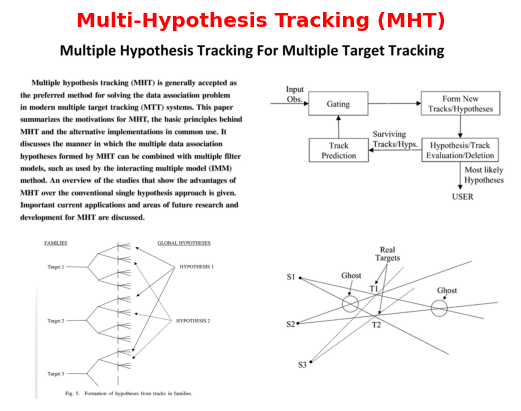 Multi-Hypothesis Tracking (MHT)
Multiple Hypothesis Tracking For Multiple Target Tracking
Multiple hypothesis tracking (MHT) is generally accepted as
the preferred method for solving the data association problem
in modern multiple target tracking (MTT) systems. This paper
summarizes the motivations for MHT, the basic principles behind
MHT and the alternative implementations in common use. It
discusses the manner in which the multiple data association
hypotheses formed by MHT can be combined with multiple filter
models, such as used by the interacting multiple model (IMM)
method. An overview of the studies that show the advantages of
MHT over the conventional single hypothesis approach is given.
Important current applications and areas of future research and
development for MHT are discussed.
Input
Obs.
Gating
Form New
Tracks/Hypotheses
Track
Prediction
Surviving
Tracks/Hyps.
Hypothesis/Track
Evaluation/Deletion
Most likely
Hypotheses
USER
FAMILIES
GLOBAL HYPOTHESES
Target 1
HYPOTHESIS 1
Target 2
HYPOTHESIS 2
Target 3
Fig. 5. Formation of hypotheses from tracks in families.
Real
Targets
S1
Ghost
T1
Ghost
S2
T2
S3